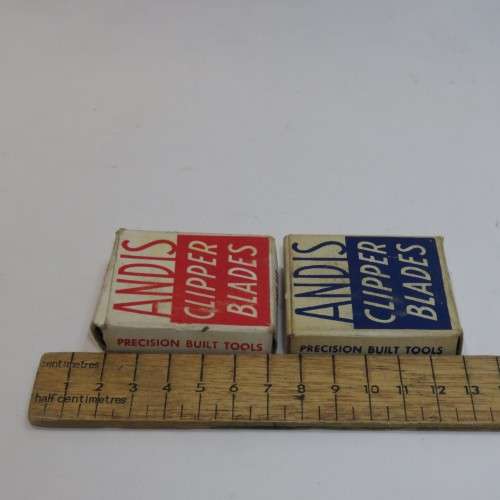 ANDIS
CLIPPER
BLADES
PRECISION BUILT TOOLS
ANDIS
CLIPPER
BLADES
PRECISION BUILT TOOLS
centimetres
1 2 3 4 5 6 7 8 9 10 11 12 13
half centimetres